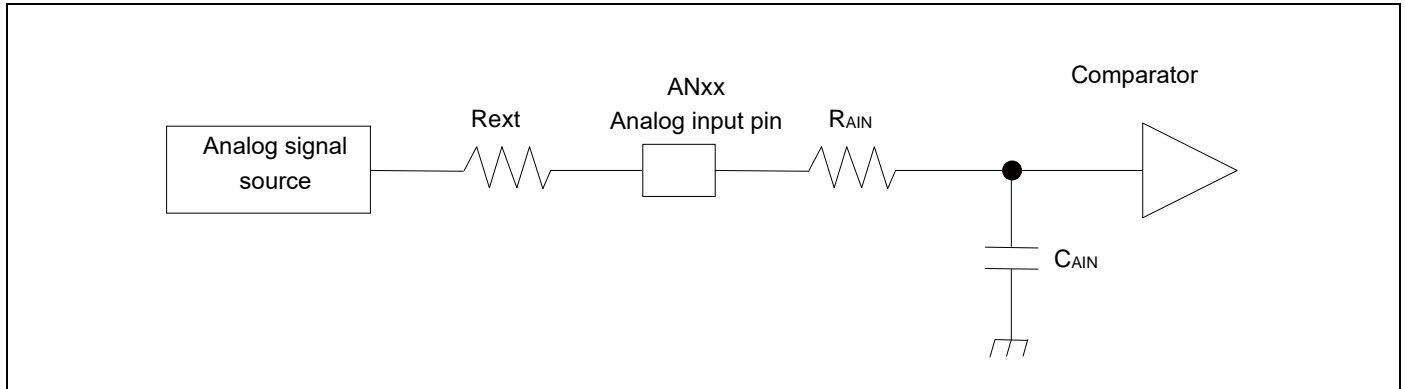 Comparator
ANxx
Analog input pin
Rext
RAIN
Analog signal
source
CAIN